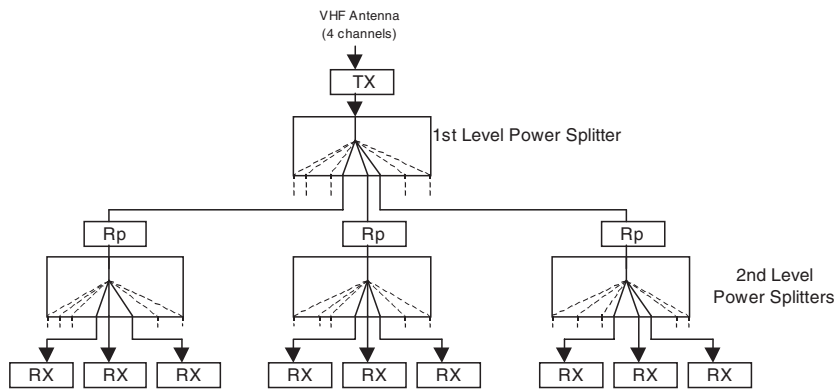 VHF Antenna
(4 channels)
TX
1st Level Power Splitter
Rp Rp Rp
2nd Level
Power Splitters
RX RX RX RX RX RX RX RX RX